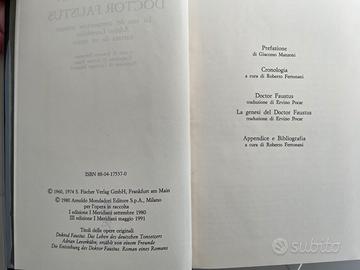 DOCTOR FAUSTUS
ISBN 88-04-17537-0
© 1960, 1974 S. Fischer Verlag GmbH, Frankfurt am Main
© 1980 Arnoldo Mondadori Editore S.p.A., Milano
per l'opera in raccolta
I edizione I Meridiani settembre 1980
III edizione I Meridiani maggio 1991
Titoli delle opere originali
Doktor Faustus. Das Leben des deutschen Tonsetzers
Adrian Leverkühn, erzählt von einem Freunde
Die Entstehung des Doktor Faustus. Roman eines Romans
Prefazione
di Giacomo Manzoni
Cronologia
a cura di Roberto Fertonani
Doctor Faustus
traduzione di Ervino Pocar
La genesi del Doctor Faustus
traduzione di Ervino Pocar
Appendice e Bibliografia
a cura di Roberto Fertonani
subito